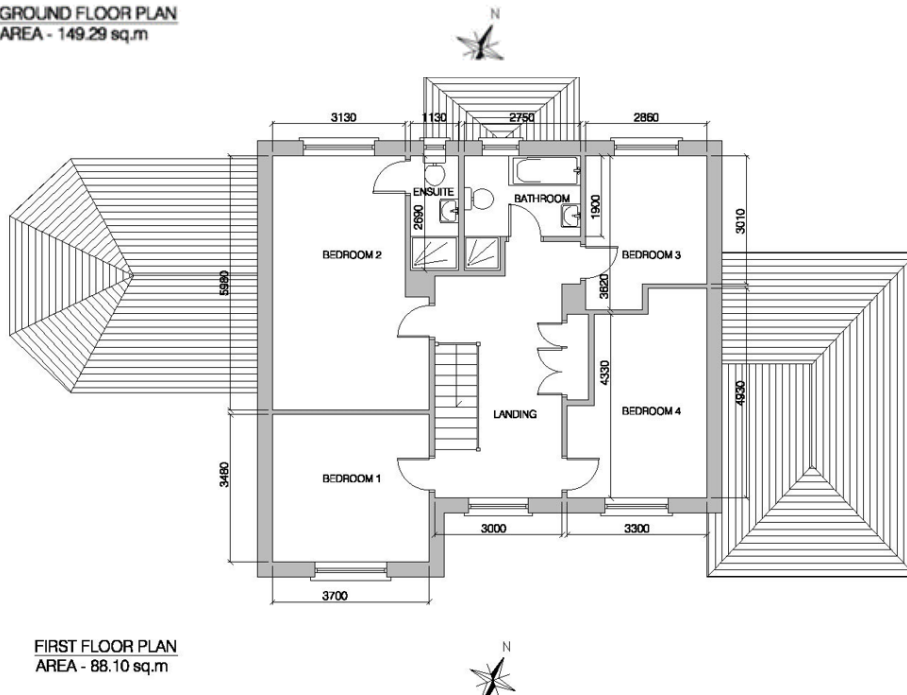 GROUND FLOOR PLAN
AREA - 149.29 sq.m
N
3130
1130
2750
2860
ENSUITE
BATHROOM
2690
1900
3010
BEDROOM 2
BEDROOM 3
5980
3820
4330
4930
LANDING
BEDROOM 4
3480
BEDROOM 1
3000
3300
3700
FIRST FLOOR PLAN
AREA - 88.10 sq.m
N